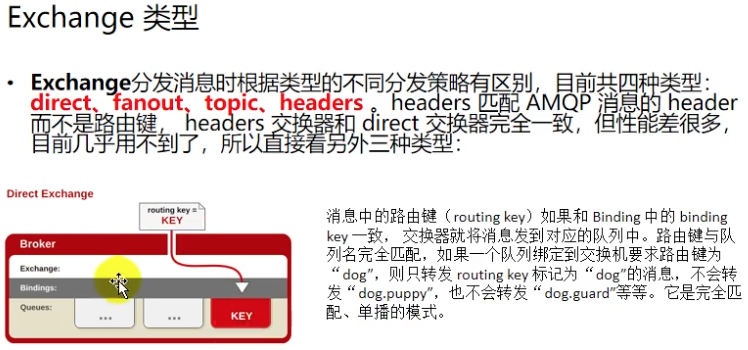 Exchange 类型
• Exchange分发消息时根据类型的不同分发策略有区别，目前共四种类型：
direct、fanout、topic、headers 。headers 匹配 AMQP 消息的 header
而不是路由键， headers 交换器和 direct 交换器完全一致，但性能差很多，
目前几乎用不到了，所以直接看另外三种类型：
Direct Exchange
routing key =
KEY
Broker
Exchange:
Bindings:
Queues:
...
...
KEY
消息中的路由键（routing key）如果和 Binding 中的 binding
key 一致， 交换器就将消息发到对应的队列中。路由键与队
列名完全匹配，如果一个队列绑定到交换机要求路由键为
“dog”，则只转发 routing key 标记为“dog”的消息，不会转
发“dog.puppy”，也不会转发“dog.guard”等等。它是完全匹
配、单播的模式。